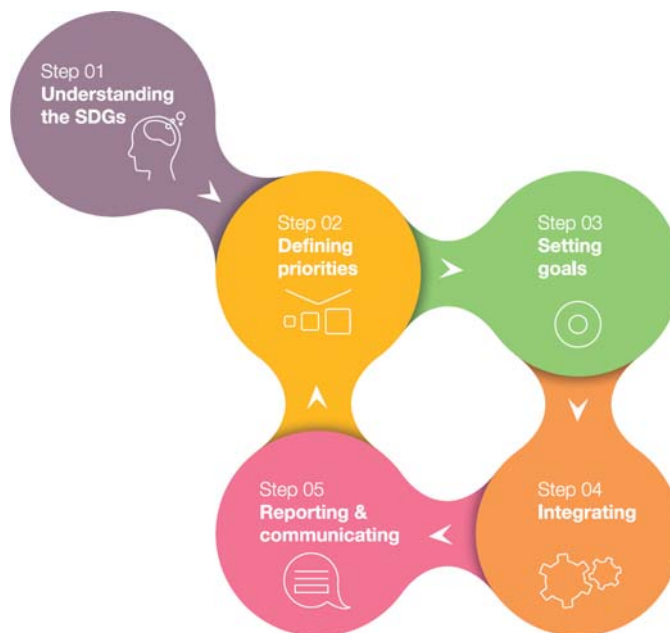 Step 01
Understanding
the SDGs
Step 02
Defining
priorities
Step 03
Setting
goals
Step 04
Integrating
Step 05
Reporting &
communicating